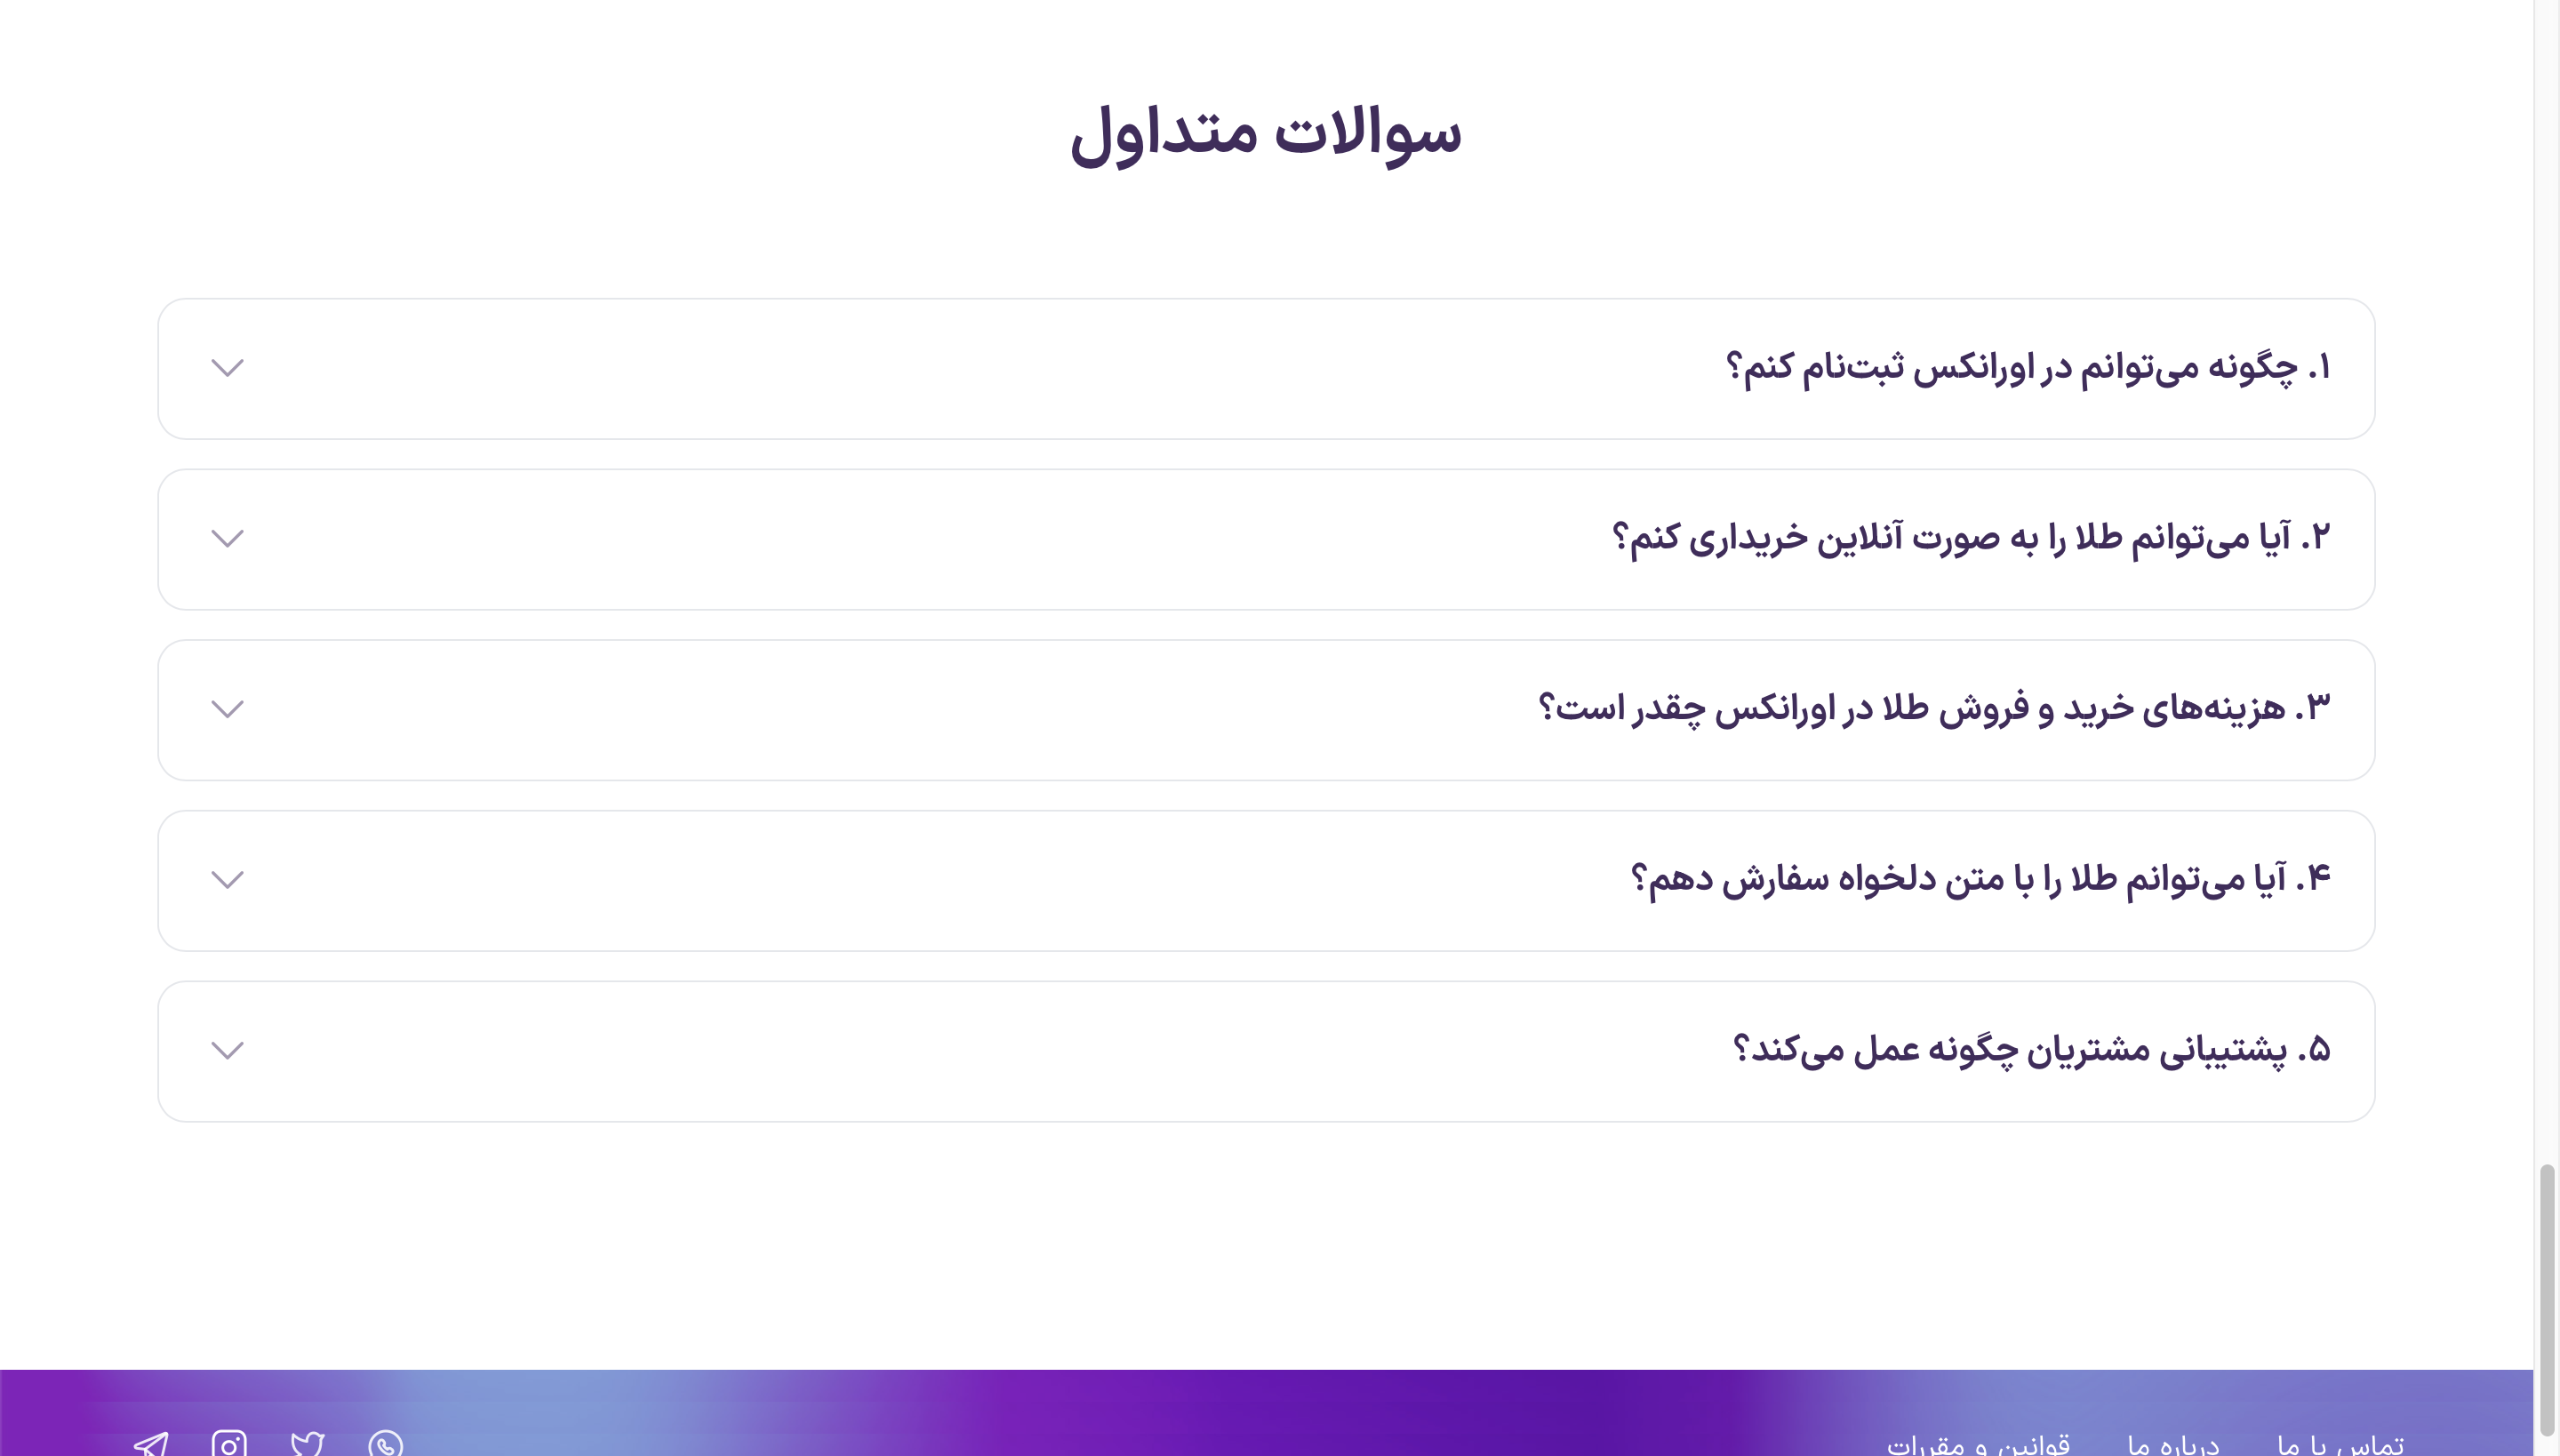 سوالات متداول
۱. چگونه می‌توانم در اورانکس ثبت‌نام کنم؟
۲. آیا می‌توانم طلا را به صورت آنلاین خریداری کنم؟
۳. هزینه‌های خرید و فروش طلا در اورانکس چقدر است؟
۴. آیا می‌توانم طلا را با متن دلخواه سفارش دهم؟
۵. پشتیبانی مشتریان چگونه عمل می‌کند؟
تماس با ما درباره ما قوانین و مقررات